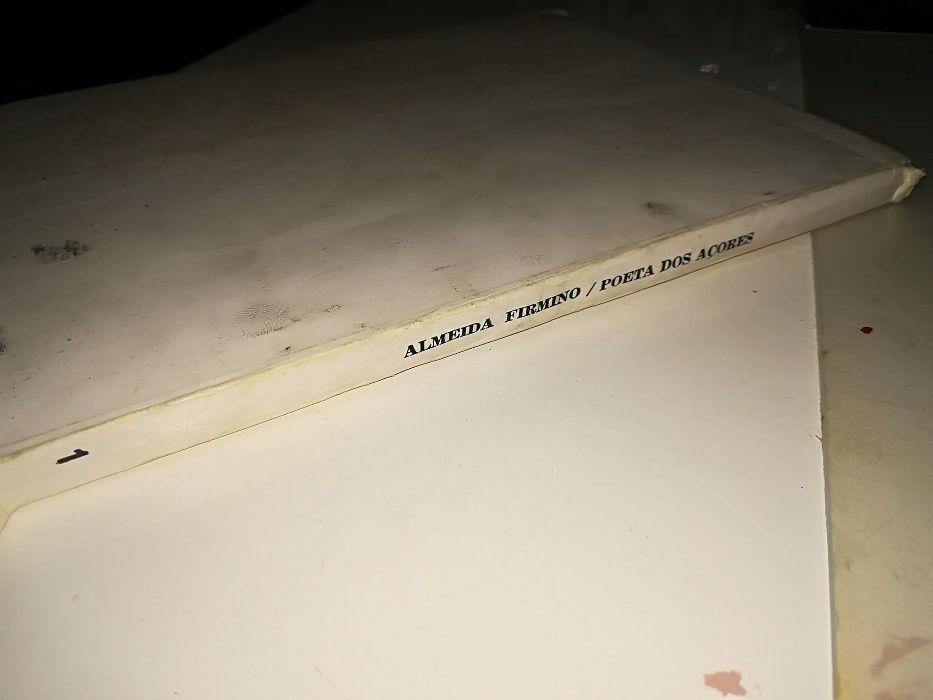 ALMEIDA FIRMINO / POETA DOS AÇORES
1